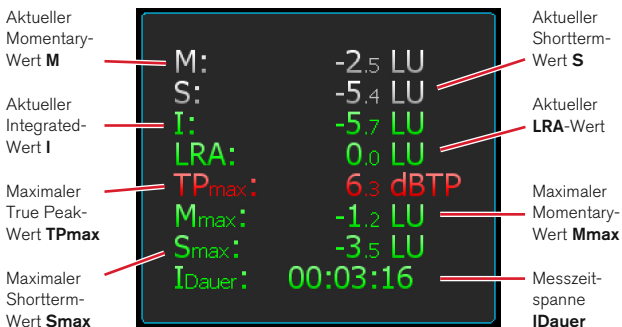 Aktueller
Momentary-
Wert M
Aktueller
Integrated-
Wert I
Maximaler
True Peak-
Wert TPmax
Maximaler
Shortterm-
Wert Smax
M: -2.5 LU
S: -5.4 LU
I: -5.7 LU
LRA: 0.0 LU
TPmax: 6.3 dBTP
Mmax: -1.2 LU
Smax: -3.5 LU
IDauer: 00:03:16
Aktueller
Shortterm-
Wert S
Aktueller
LRA-Wert
Maximaler
Momentary-
Wert Mmax
Messzeit-
spanne
IDauer